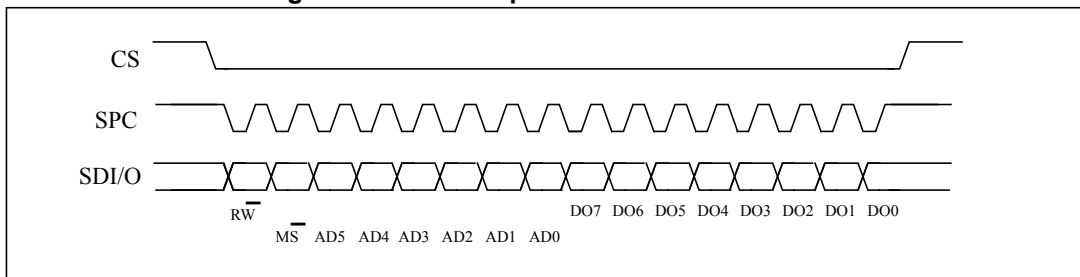 CS
SPC
SDI/O
RW DO7 DO6 DO5 DO4 DO3 DO2 DO1 DO0
MS AD5 AD4 AD3 AD2 AD1 AD0